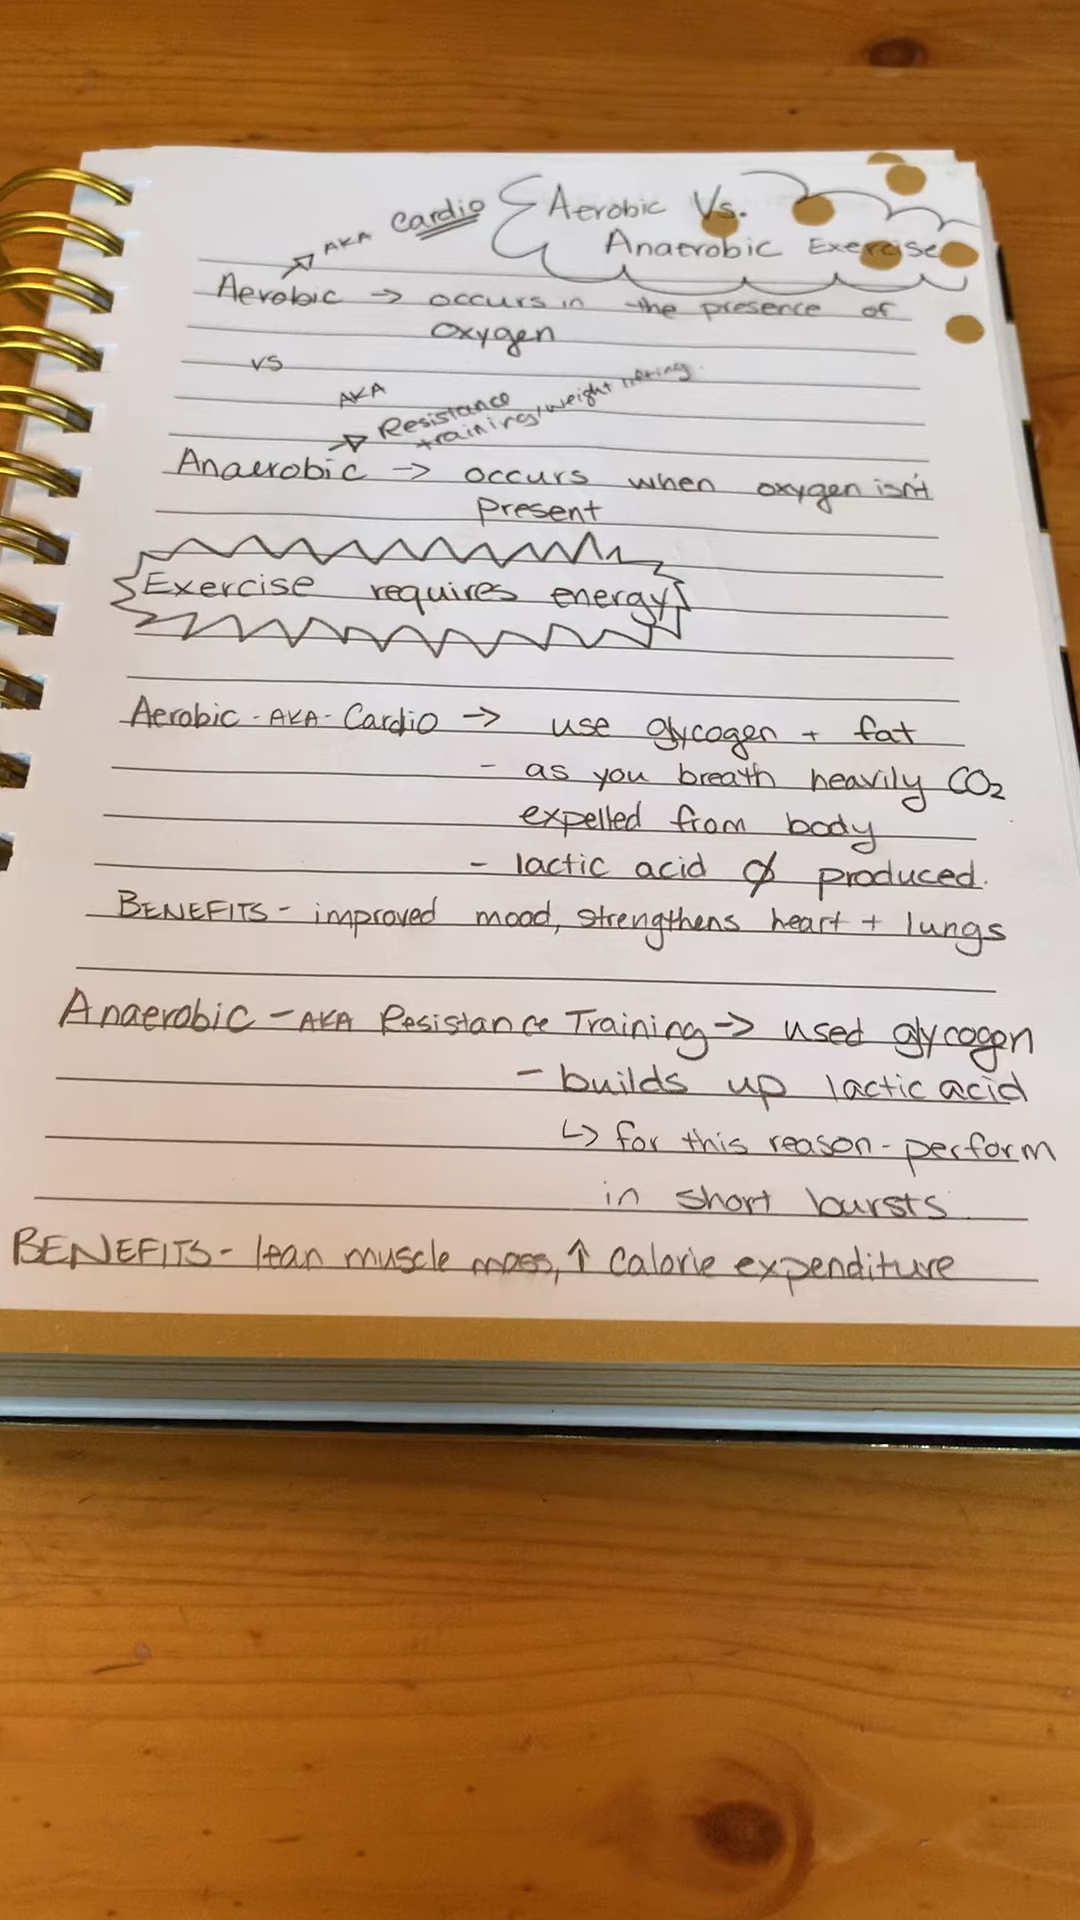 Aerobic Vs.
Anaerobic Exercise
AKA Cardio
Aerobic → occurs in the presence of
oxygen
vs
AKA
Resistance
training/weight lifting.
Anaerobic → occurs when oxygen isn't
present
Exercise requires energy
Aerobic - AKA - Cardio → use glycogen + fat
- as you breath heavily CO2
expelled from body
- lactic acid ∅ produced.
BENEFITS - improved mood, strengthens heart + lungs
Anaerobic - AKA Resistance Training → used glycogen
- builds up lactic acid
↳ for this reason - perform
in short bursts
BENEFITS - lean muscle mass, ↑ calorie expenditure